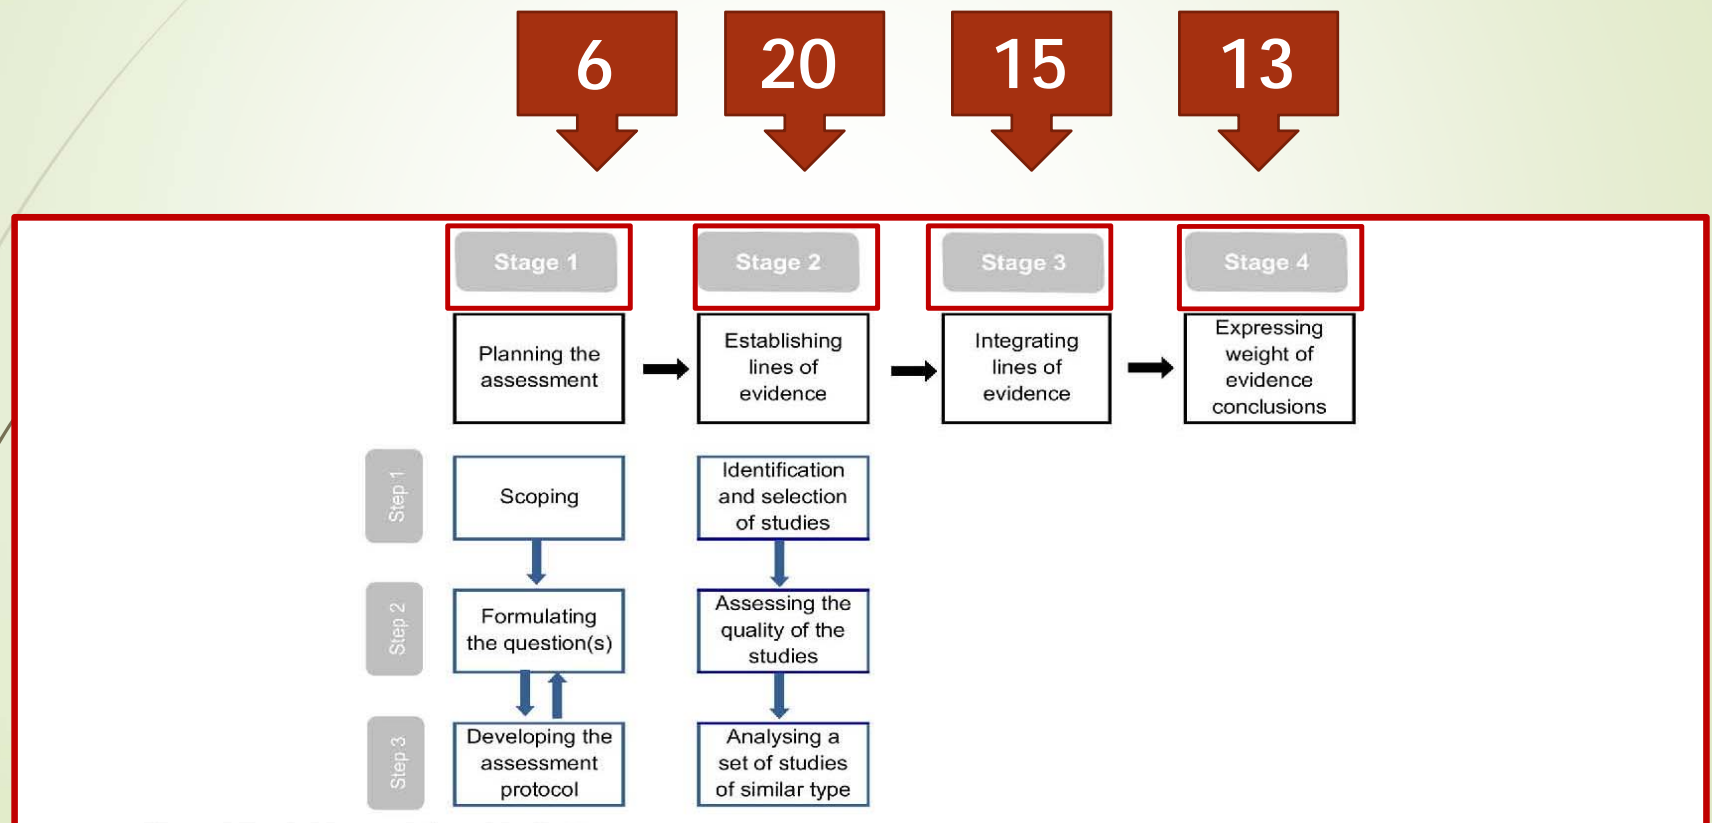 6
20
15
13
Stage 1
Stage 2
Stage 3
Stage 4
Planning the
assessment
Establishing
lines of
evidence
Integrating
lines of
evidence
Expressing
weight of
evidence
conclusions
Step 1
Scoping
Identification
and selection
of studies
Step 2
Formulating
the question(s)
Assessing the
quality of the
studies
Step 3
Developing the
assessment
protocol
Analysing a
set of studies
of similar type